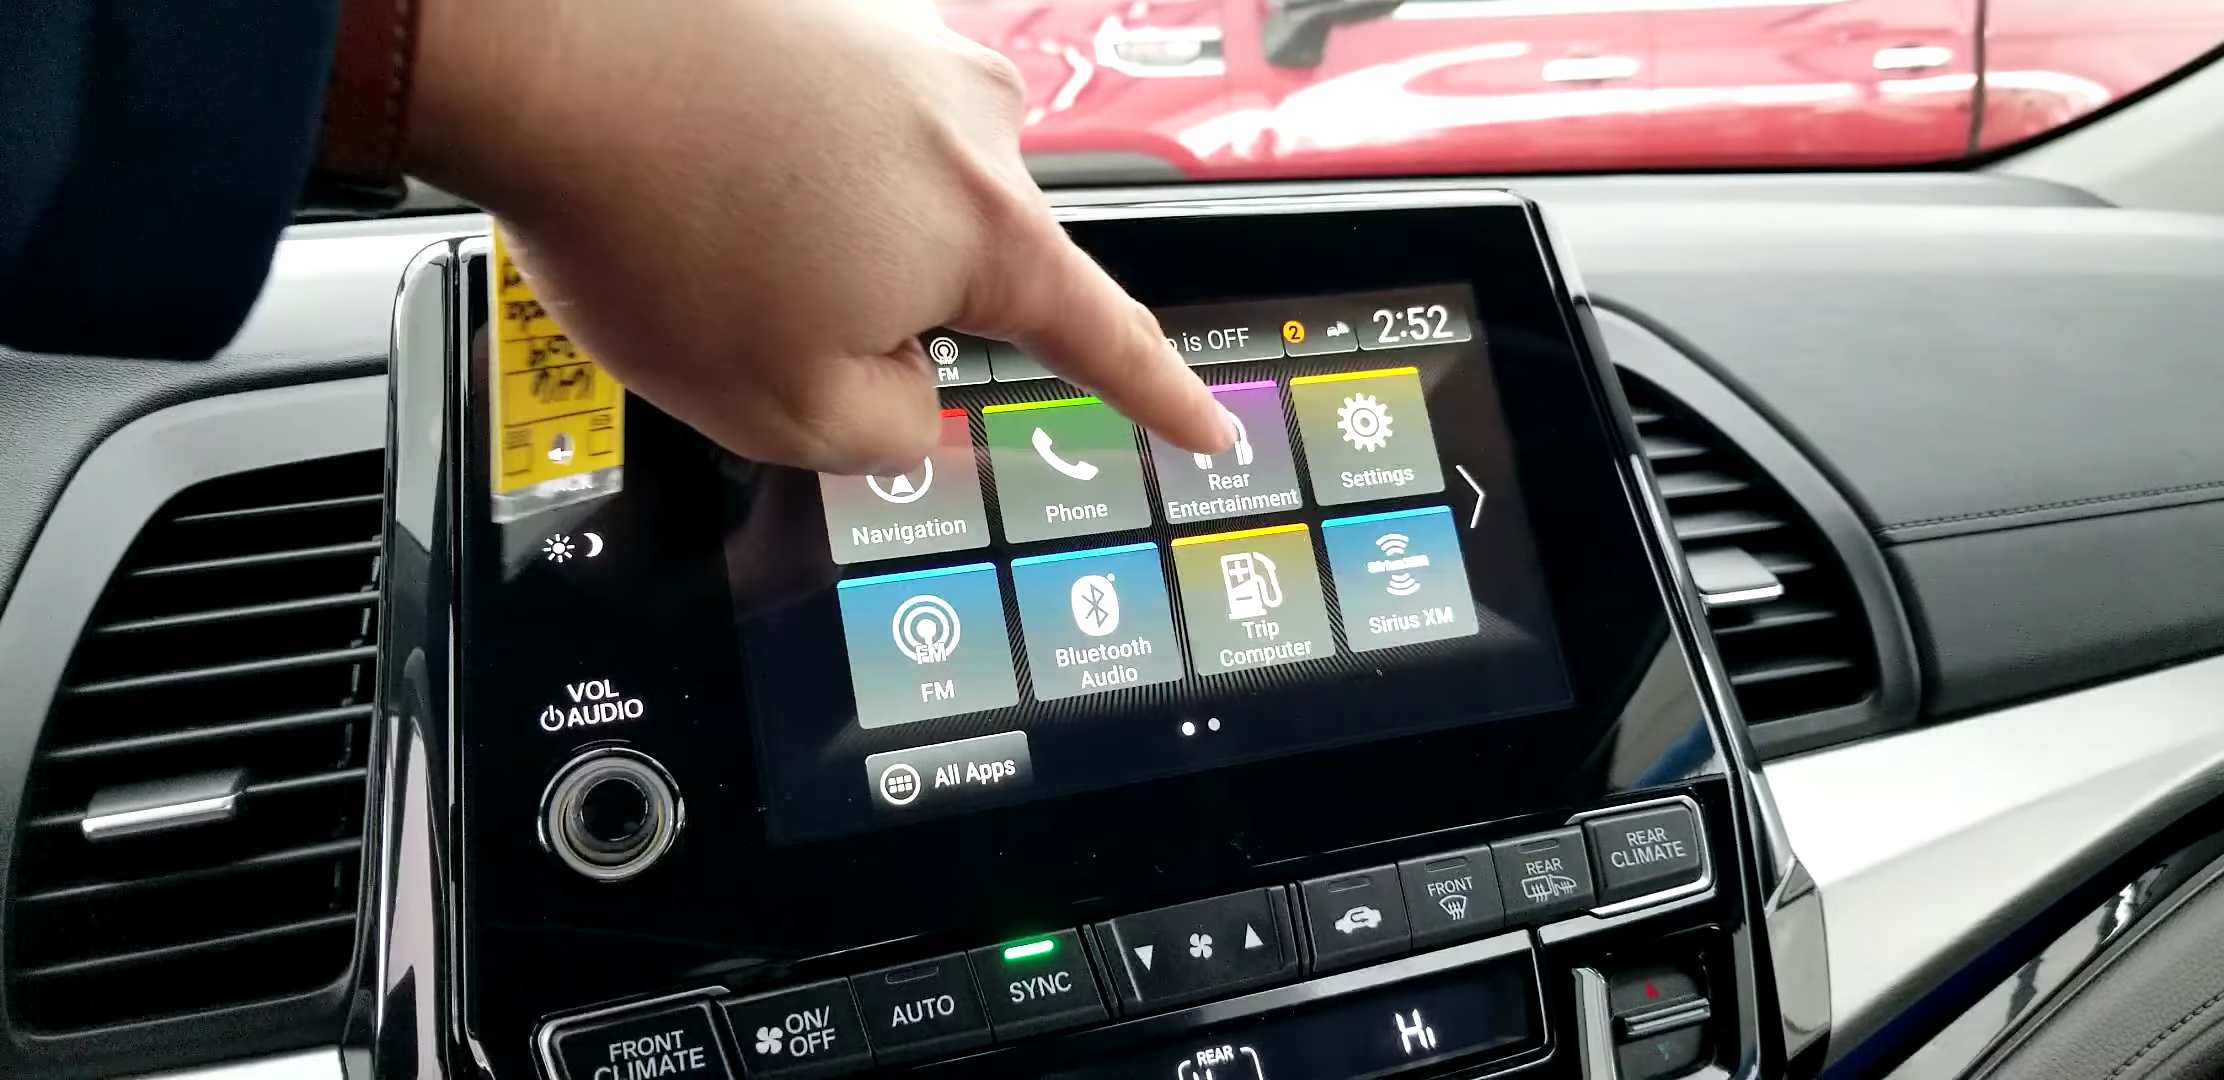 is OFF
2
2:52
FM
Navigation
Phone
Rear
Entertainment
Settings
FM
FM
Bluetooth
Audio
Trip
Computer
SiriusXM
Sirius XM
All Apps
VOL
AUDIO
FRONT
CLIMATE
ON/
OFF
AUTO
SYNC
FRONT
REAR
REAR
CLIMATE
REAR
Hi